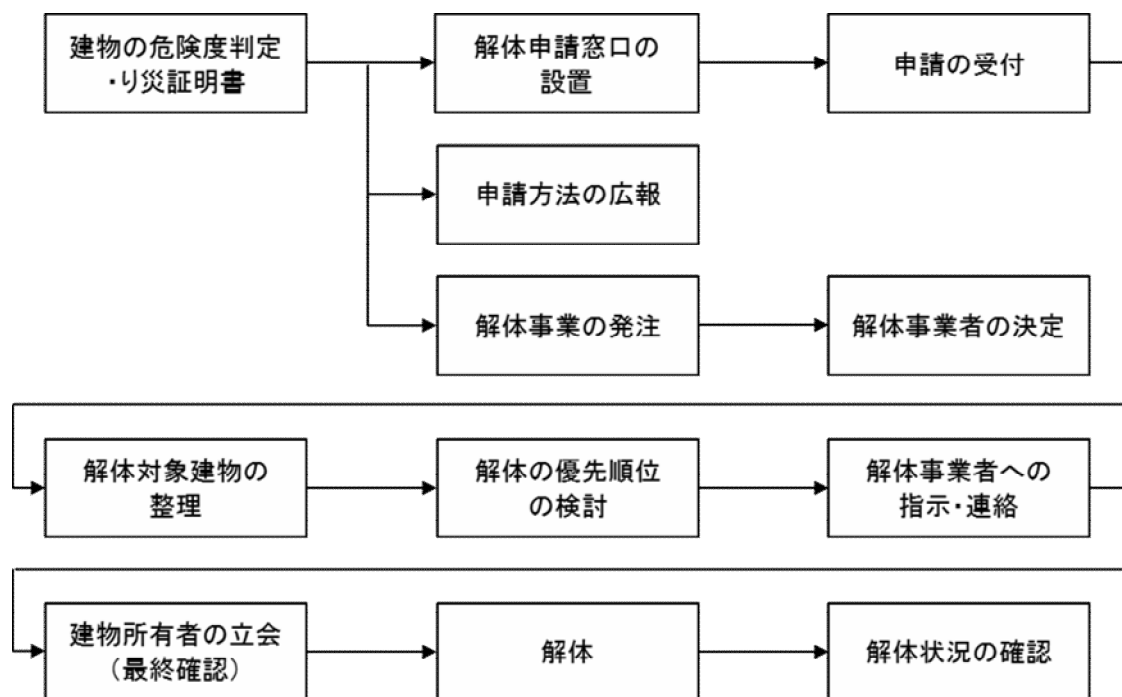 建物の危険度判定
・り災証明書
解体申請窓口の
設置
申請の受付
申請方法の広報
解体事業の発注
解体事業者の決定
解体対象建物の
整理
解体の優先順位
の検討
解体事業者への
指示・連絡
建物所有者の立会
（最終確認）
解体
解体状況の確認